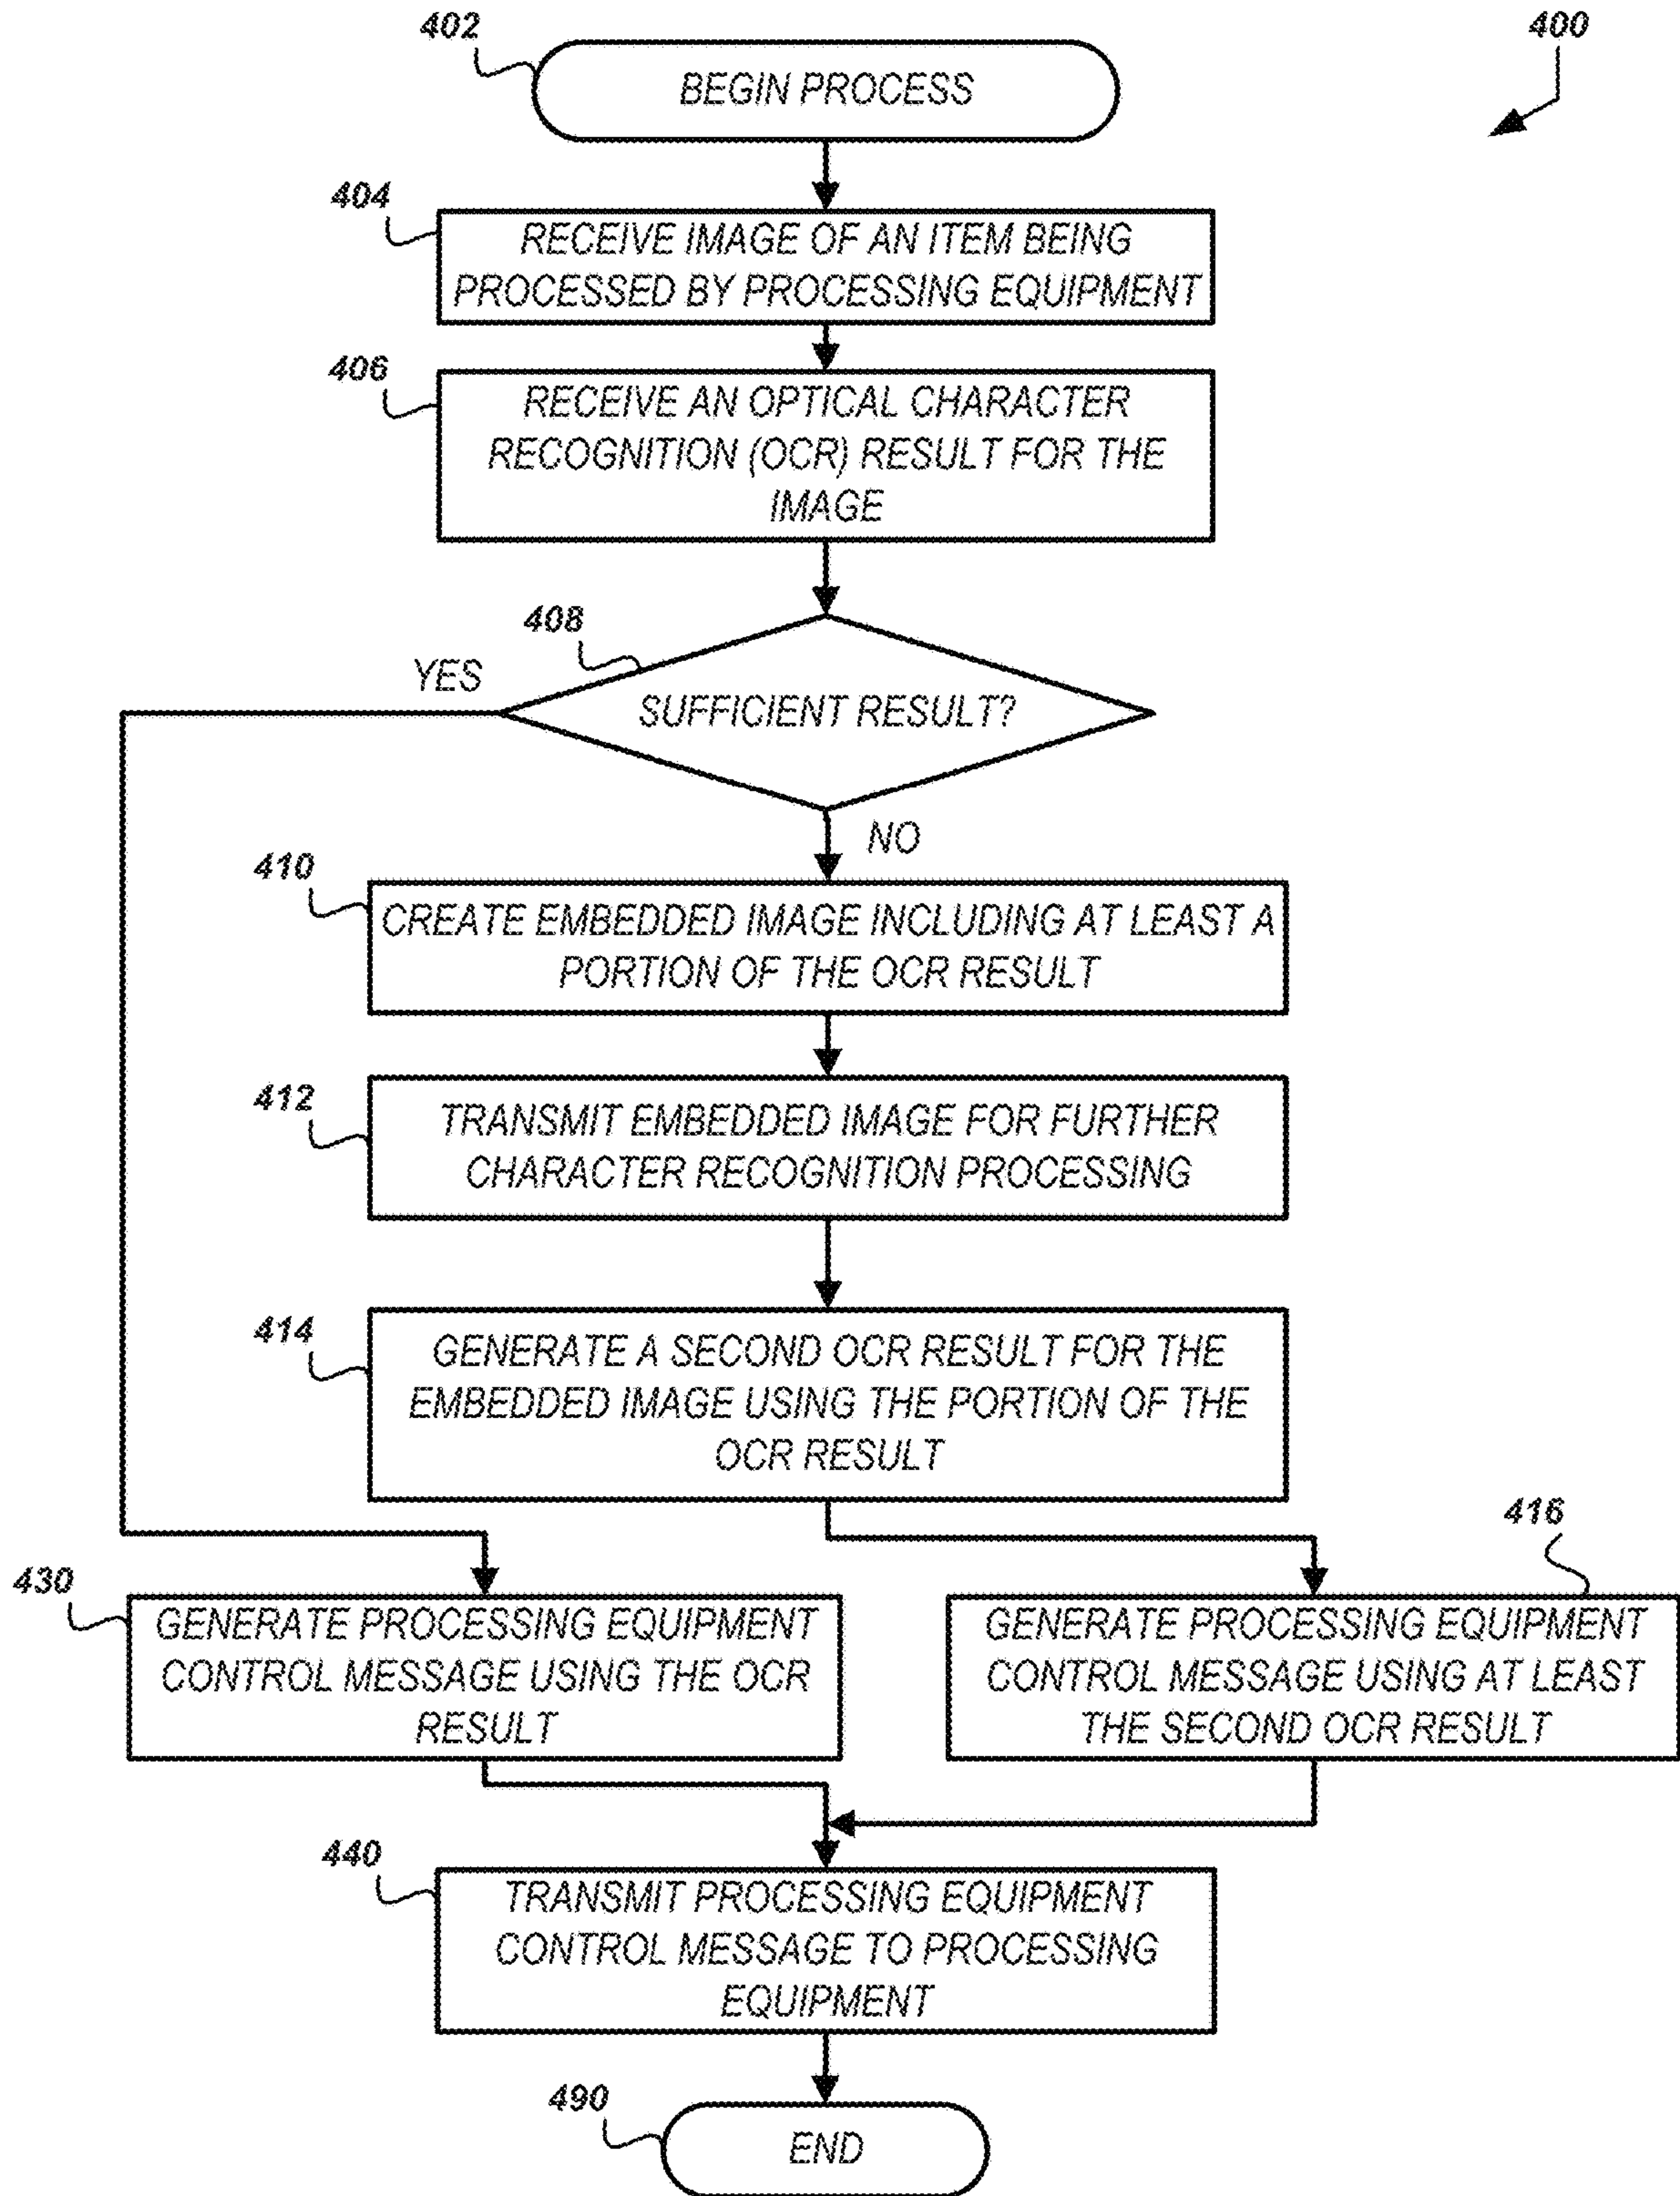 402
400
BEGIN PROCESS
404
RECEIVE IMAGE OF AN ITEM BEING
PROCESSED BY PROCESSING EQUIPMENT
406
RECEIVE AN OPTICAL CHARACTER
RECOGNITION (OCR) RESULT FOR THE
IMAGE
408
YES
SUFFICIENT RESULT?
NO
410
CREATE EMBEDDED IMAGE INCLUDING AT LEAST A
PORTION OF THE OCR RESULT
412
TRANSMIT EMBEDDED IMAGE FOR FURTHER
CHARACTER RECOGNITION PROCESSING
414
GENERATE A SECOND OCR RESULT FOR THE
EMBEDDED IMAGE USING THE PORTION OF THE
OCR RESULT
430
GENERATE PROCESSING EQUIPMENT
CONTROL MESSAGE USING THE OCR
RESULT
416
GENERATE PROCESSING EQUIPMENT
CONTROL MESSAGE USING AT LEAST
THE SECOND OCR RESULT
440
TRANSMIT PROCESSING EQUIPMENT
CONTROL MESSAGE TO PROCESSING
EQUIPMENT
490
END